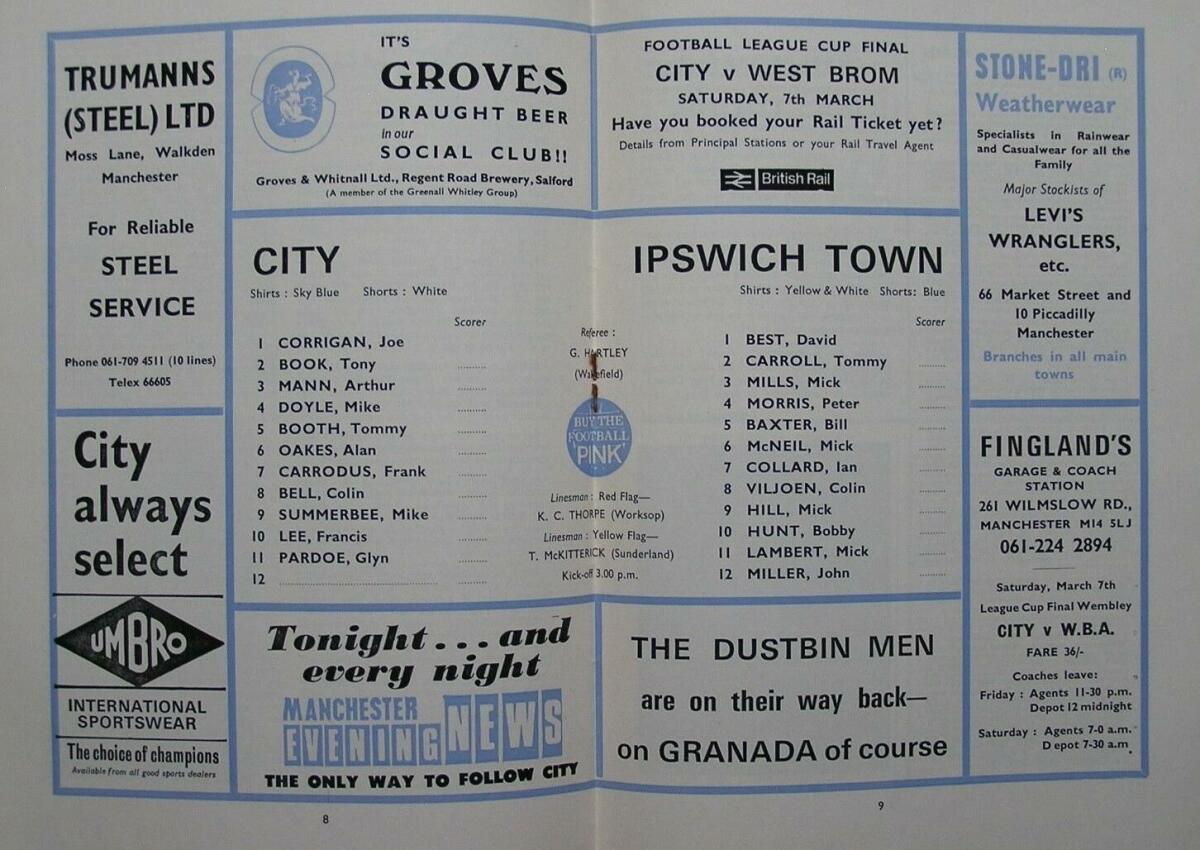 TRUMANNS
(STEEL) LTD
Moss Lane, Walkden
Manchester
For Reliable
STEEL
SERVICE
Phone 061-709 4511 (10 lines)
Telex 66605
City
always
select
UMBRO
INTERNATIONAL
SPORTSWEAR
The choice of champions
Available from all good sports dealers
IT'S
GROVES
DRAUGHT BEER
in our
SOCIAL CLUB!!
Groves & Whitnall Ltd., Regent Road Brewery, Salford
(A member of the Greenall Whitley Group)
FOOTBALL LEAGUE CUP FINAL
CITY v WEST BROM
SATURDAY, 7th MARCH
Have you booked your Rail Ticket yet?
Details from Principal Stations or your Rail Travel Agent
British Rail
CITY
Shirts : Sky Blue Shorts : White
Scorer
1 CORRIGAN, Joe
2 BOOK, Tony ..........
3 MANN, Arthur ..........
4 DOYLE, Mike ..........
5 BOOTH, Tommy ..........
6 OAKES, Alan ..........
7 CARRODUS, Frank ..........
8 BELL, Colin ..........
9 SUMMERBEE, Mike ..........
10 LEE, Francis ..........
11 PARDOE, Glyn ..........
12 .......................................... ..........
Referee :
G. HARTLEY
(Wakefield)
BUY THE
FOOTBALL
'PINK'
Linesman : Red Flag—
K. C. THORPE (Worksop)
Linesman : Yellow Flag—
T. McKITTERICK (Sunderland)
Kick-off 3.00 p.m.
IPSWICH TOWN
Shirts : Yellow & White Shorts: Blue
Scorer
1 BEST, David
2 CARROLL, Tommy ..........
3 MILLS, Mick ..........
4 MORRIS, Peter ..........
5 BAXTER, Bill ..........
6 McNEIL, Mick ..........
7 COLLARD, Ian ..........
8 VILJOEN, Colin ..........
9 HILL, Mick ..........
10 HUNT, Bobby ..........
11 LAMBERT, Mick ..........
12 MILLER, John ..........
Tonight . . . and
every night
MANCHESTER
EVENING NEWS
THE ONLY WAY TO FOLLOW CITY
THE DUSTBIN MEN
are on their way back—
on GRANADA of course
STONE-DRI (R)
Weatherwear
Specialists in Rainwear
and Casualwear for all the
Family
Major Stockists of
LEVI'S
WRANGLERS,
etc.
66 Market Street and
10 Piccadilly
Manchester
Branches in all main
towns
FINGLAND'S
GARAGE & COACH
STATION
261 WILMSLOW RD.,
MANCHESTER M14 5LJ
061-224 2894
Saturday, March 7th
League Cup Final Wembley
CITY v W.B.A.
FARE 36/-
Coaches leave:
Friday : Agents 11-30 p.m.
Depot 12 midnight
Saturday : Agents 7-0 a.m.
Depot 7-30 a.m.
8
9